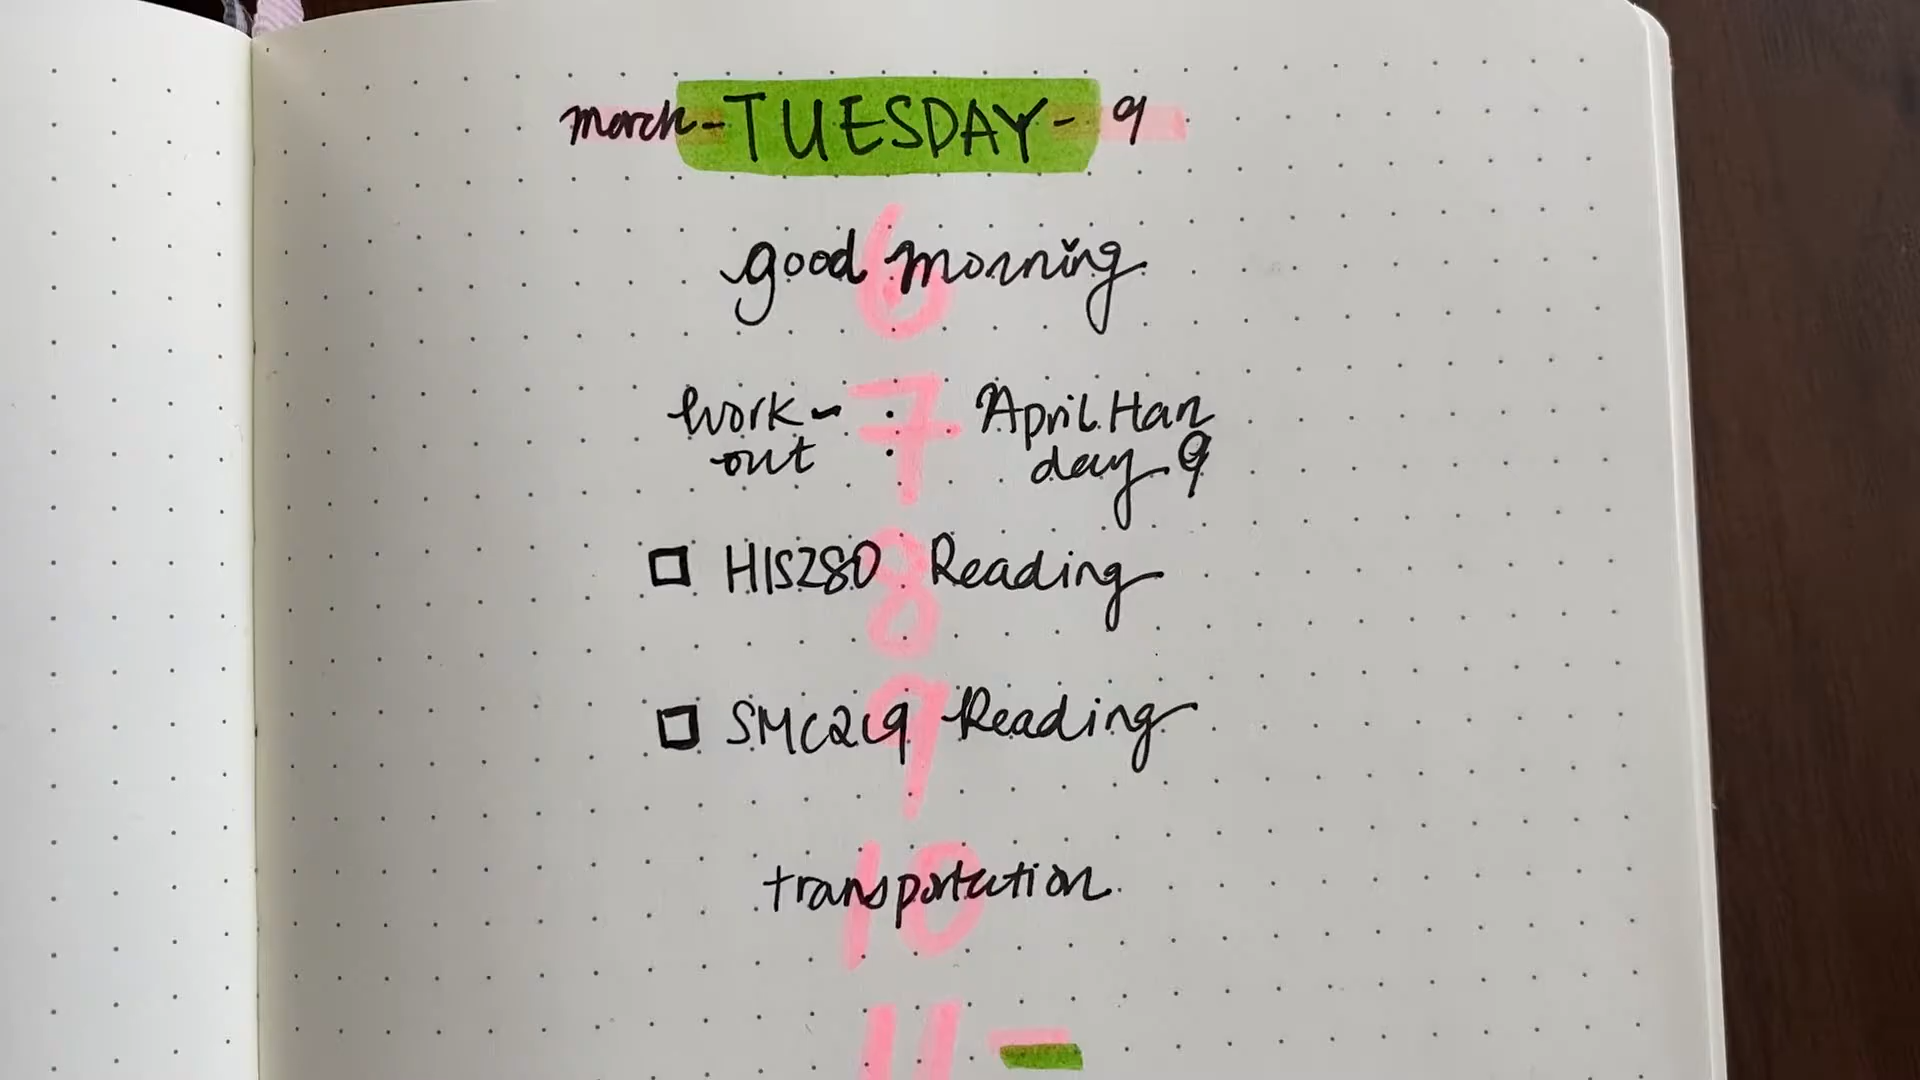 march - TUESDAY - 9
6
good morning
7
work-out : April Han day 9
8
□ HIS280 Reading
9
□ SMC219 Reading
10
transportation
11